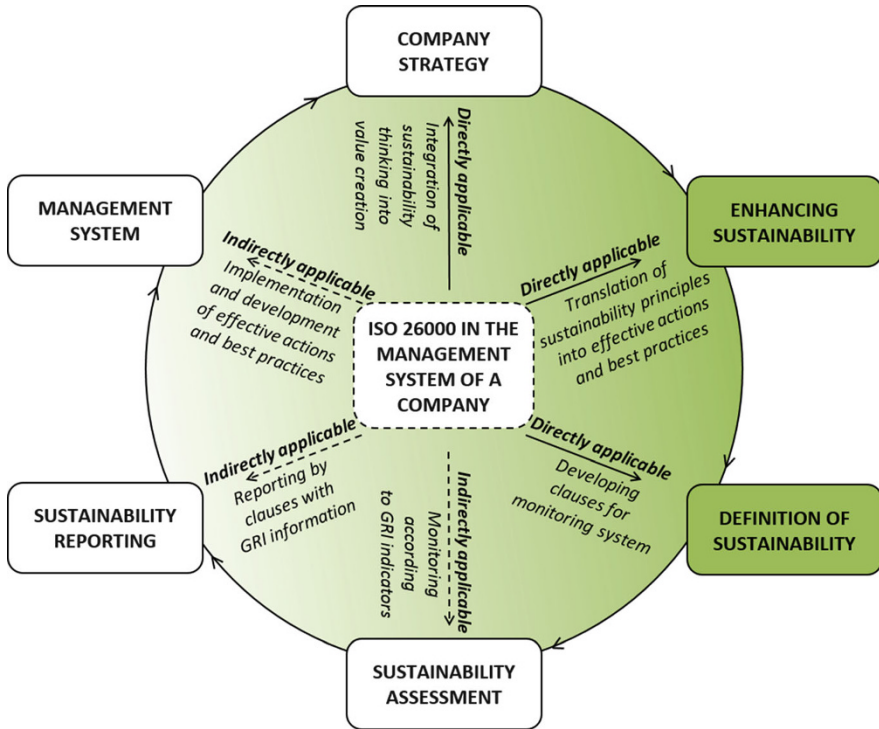 COMPANY
STRATEGY
Directly applicable
Integration of
sustainability
thinking into
value creation
MANAGEMENT
SYSTEM
ENHANCING
SUSTAINABILITY
Indirectly applicable
Implementation
and development
of effective actions
and best practices
Directly applicable
Translation of
sustainability principles
into effective actions
and best practices
ISO 26000 IN THE
MANAGEMENT
SYSTEM OF A
COMPANY
Indirectly applicable
Reporting by
clauses with
GRI information
Indirectly applicable
Monitoring
according
to GRI indicators
Directly applicable
Developing
clauses for
monitoring system
SUSTAINABILITY
REPORTING
DEFINITION OF
SUSTAINABILITY
SUSTAINABILITY
ASSESSMENT